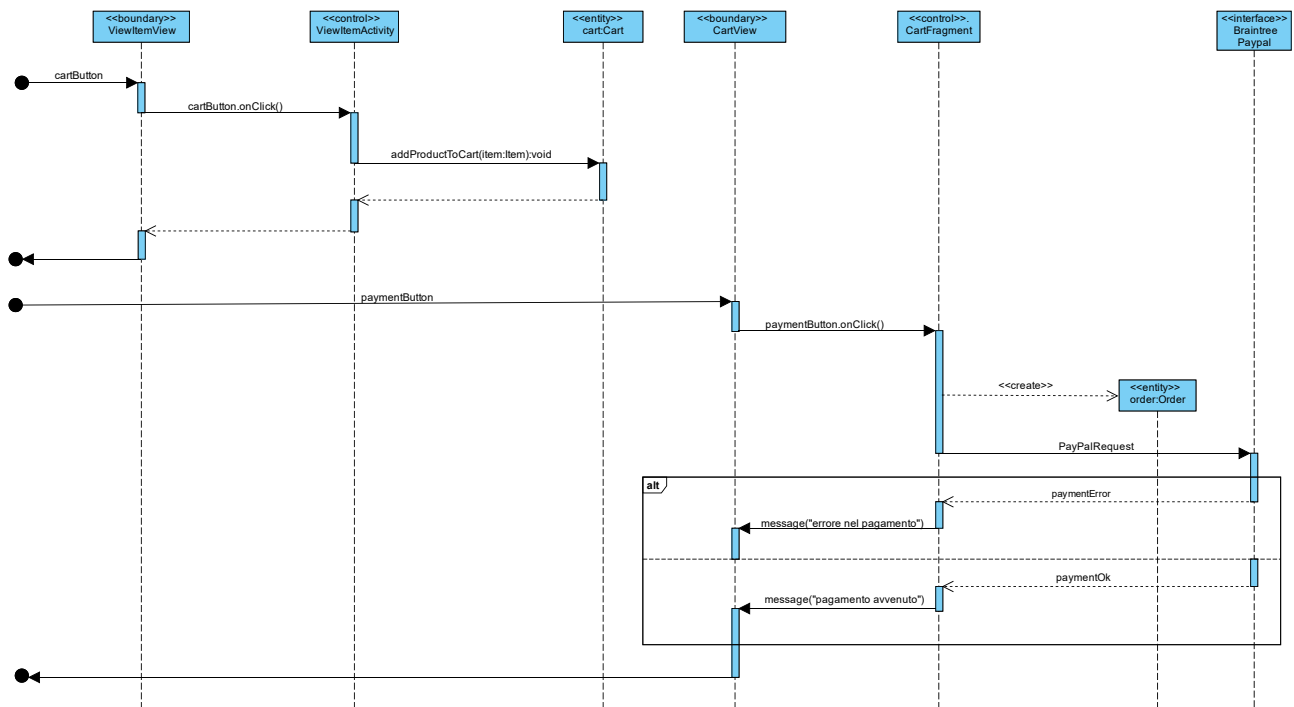 <<boundary>>
ViewItemView
<<control>>
ViewItemActivity
<<entity>>
cart:Cart
<<boundary>>
CartView
<<control>>.
CartFragment
<<interface>>
Braintree
Paypal
cartButton
cartButton.onClick()
addProductToCart(item:Item):void
paymentButton
paymentButton.onClick()
<<create>>
<<entity>>
order:Order
PayPalRequest
alt
paymentError
message("errore nel pagamento")
paymentOk
message("pagamento avvenuto")